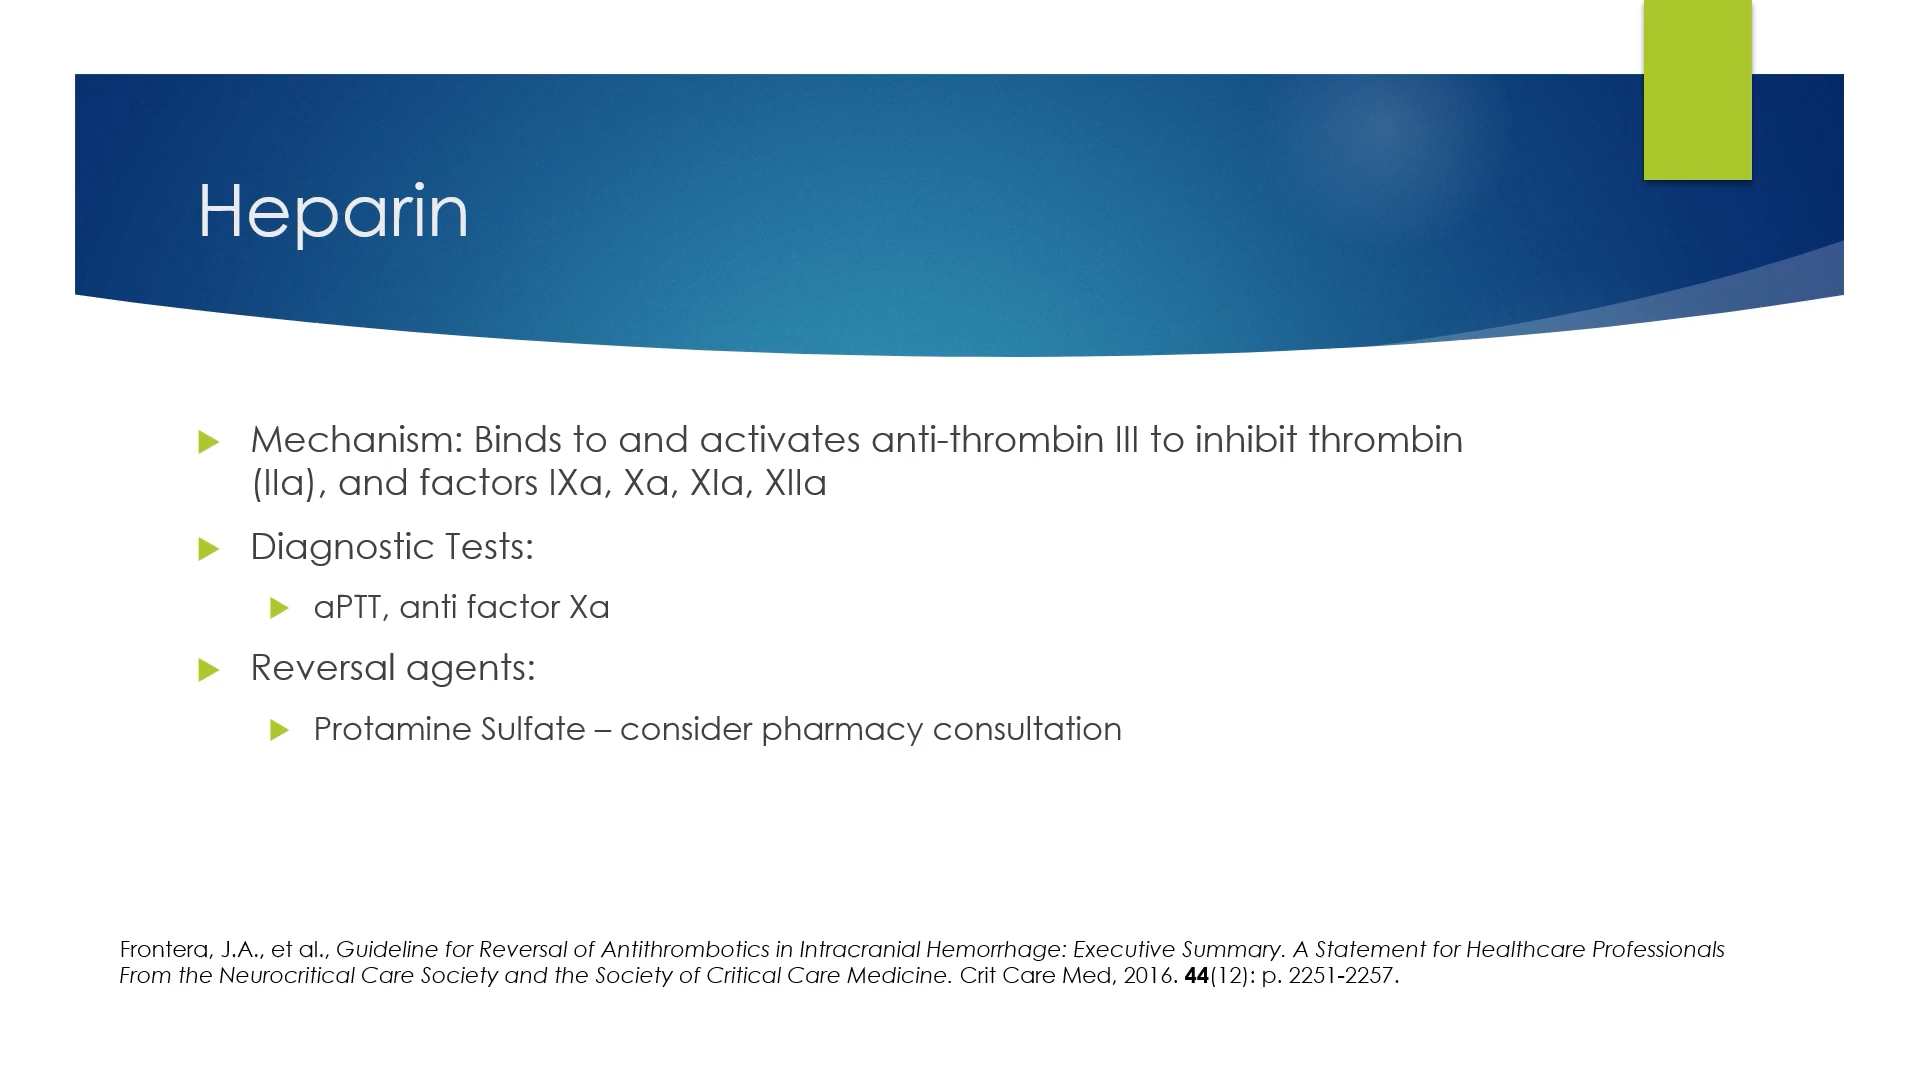 Heparin
Mechanism: Binds to and activates anti-thrombin III to inhibit thrombin
(IIa), and factors IXa, Xa, XIa, XIIa
Diagnostic Tests:
aPTT, anti factor Xa
Reversal agents:
Protamine Sulfate – consider pharmacy consultation
Frontera, J.A., et al., Guideline for Reversal of Antithrombotics in Intracranial Hemorrhage: Executive Summary. A Statement for Healthcare Professionals
From the Neurocritical Care Society and the Society of Critical Care Medicine. Crit Care Med, 2016. 44(12): p. 2251-2257.